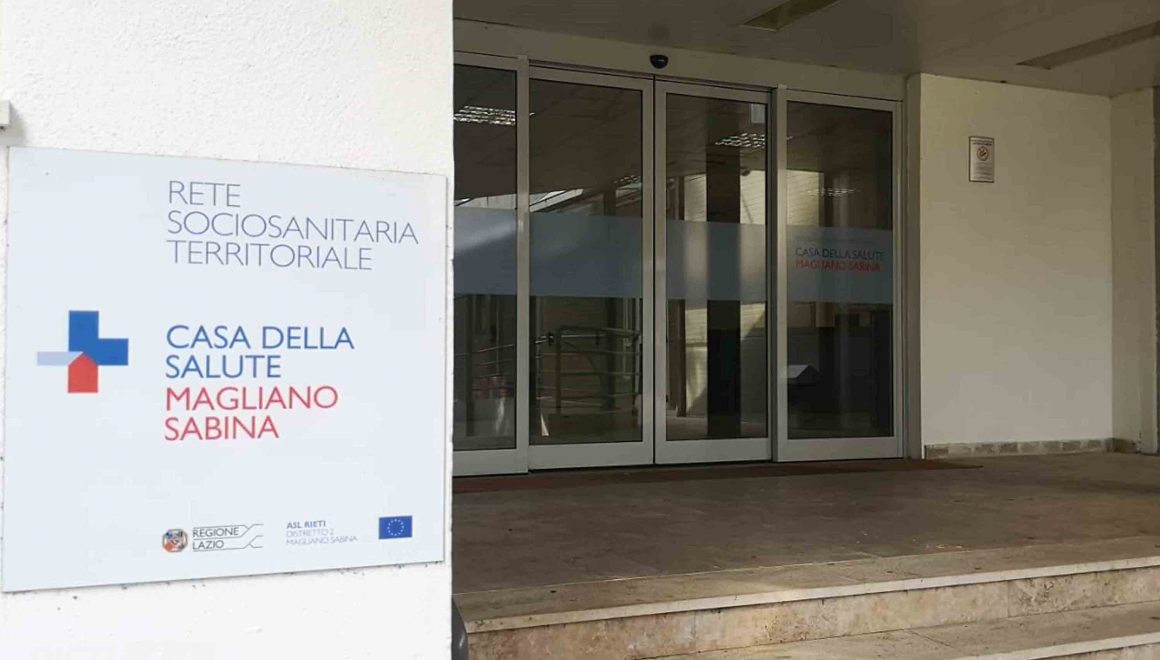 RETE
SOCIOSANITARIA
TERRITORIALE
CASA DELLA
SALUTE
MAGLIANO
SABINA
REGIONE
LAZIO
ASL RIETI
DISTRETTO 2
MAGLIANO SABINA
CASA DELLA SALUTE
MAGLIANO SABINA